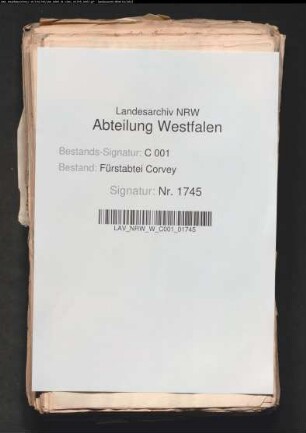 Landesarchiv NRW
Abteilung Westfalen
Bestands-Signatur: C 001
Bestand: Fürstabtei Corvey
Signatur: Nr. 1745
LAV_NRW_W_C001_01745